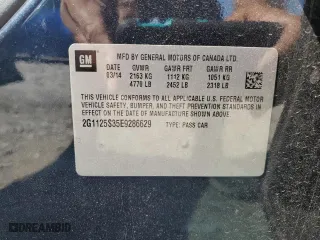 GM
MFD BY GENERAL MOTORS OF CANADA LTD.
DATE GVWR GAWR FRT GAWR RR
03/14 2163 KG 1112 KG 1051 KG
4770 LB 2452 LB 2318 LB
THIS VEHICLE CONFORMS TO ALL APPLICABLE U.S. FEDERAL MOTOR
VEHICLE SAFETY, BUMPER, AND THEFT PREVENTION STANDARDS
IN EFFECT ON THE DATE OF MANUFACTURE SHOWN ABOVE.
2G1125S35E9286629 TYPE: PASS CAR
DREAMBID